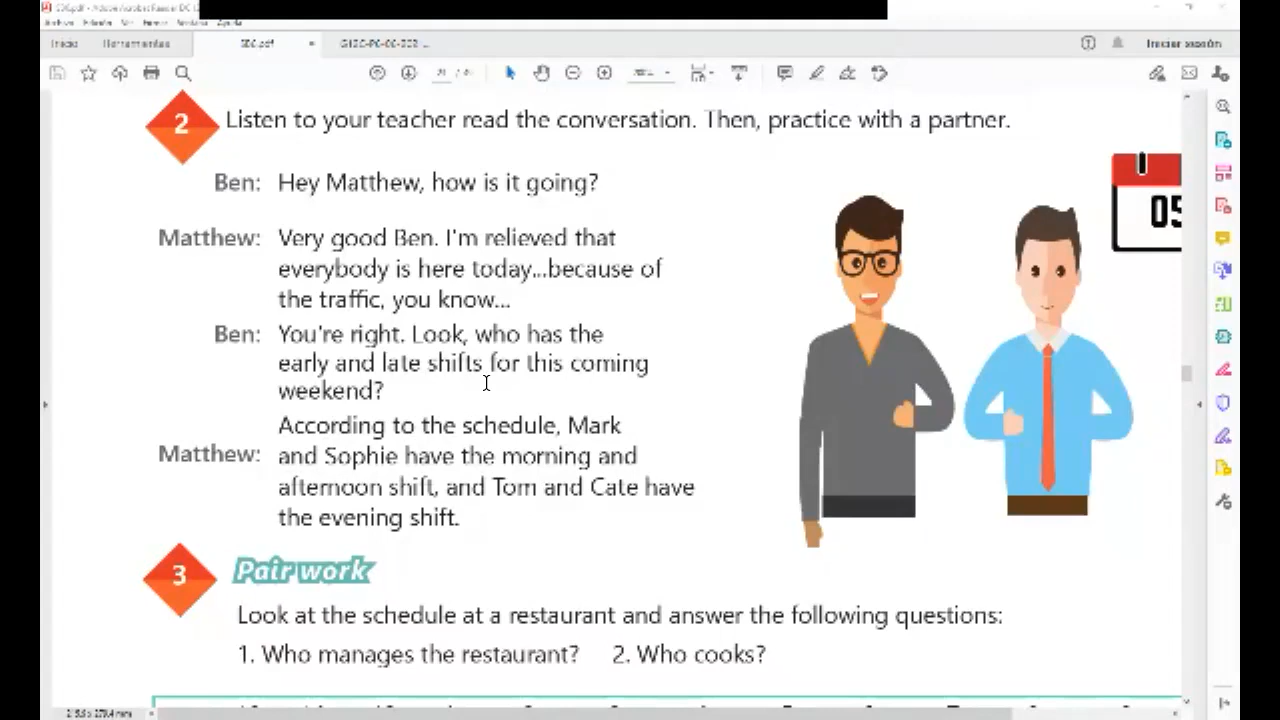 Inicio
Herramientas
Iniciar sesión
2
Listen to your teacher read the conversation. Then, practice with a partner.
05
Ben: Hey Matthew, how is it going?
Matthew: Very good Ben. I'm relieved that
everybody is here today...because of
the traffic, you know...
Ben: You're right. Look, who has the
early and late shifts for this coming
weekend?
According to the schedule, Mark
Matthew: and Sophie have the morning and
afternoon shift, and Tom and Cate have
the evening shift.
3
Pair work
Look at the schedule at a restaurant and answer the following questions:
1. Who manages the restaurant? 2. Who cooks?